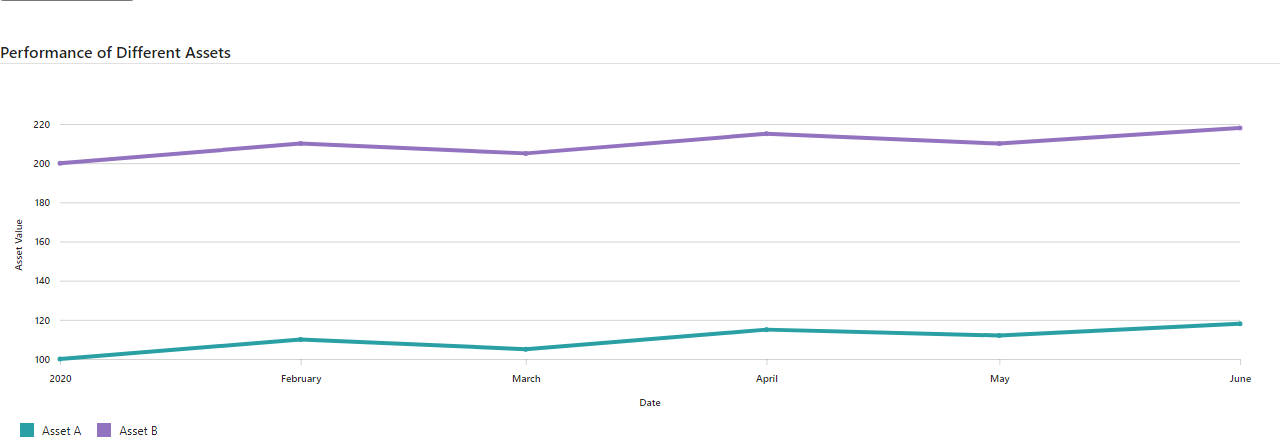 Performance of Different Assets
220
200
180
160
140
120
100
Asset Value
2020 February March April May June
Date
Asset A Asset B